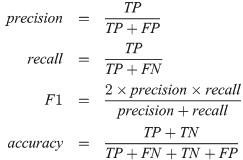 precision = TP / TP + FP
recall = TP / TP + FN
F1 = 2 × precision × recall / precision + recall
accuracy = TP + TN / TP + FN + TN + FP